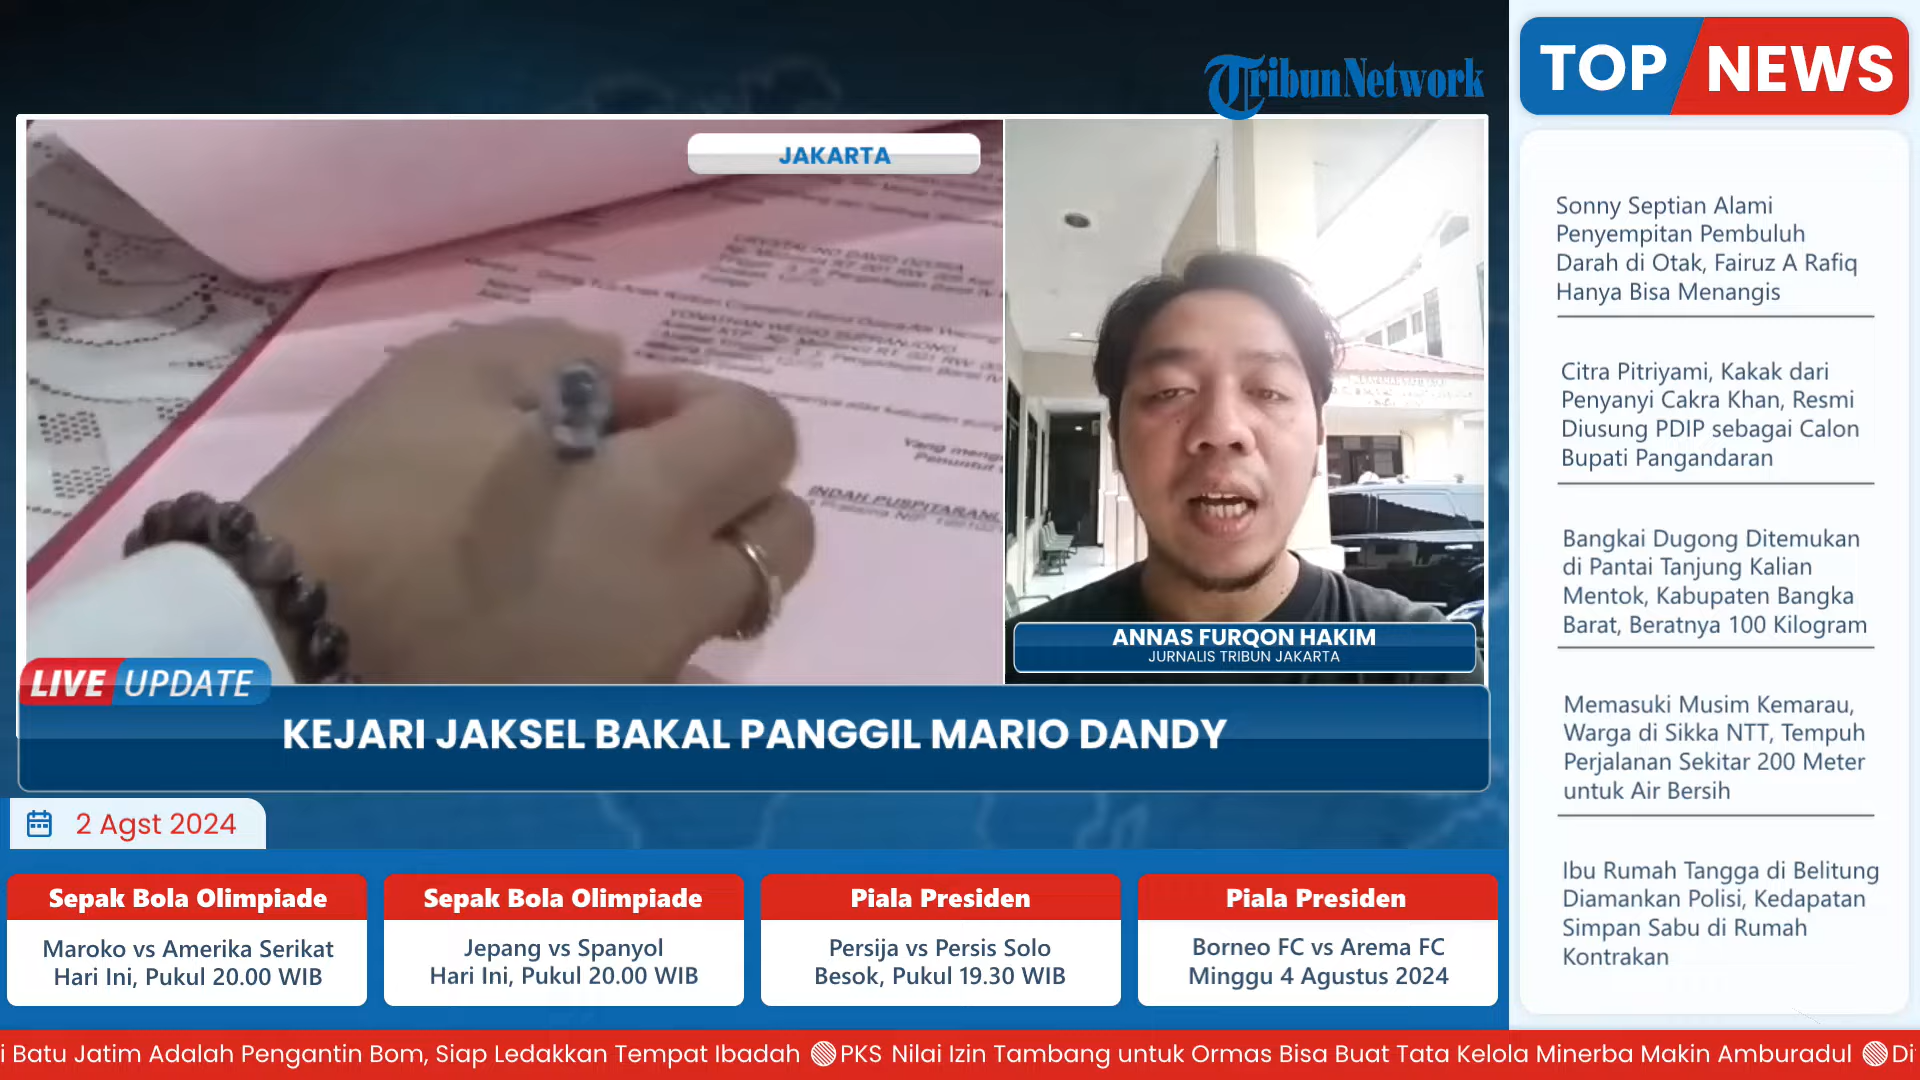 TribunNetwork
TOP NEWS
JAKARTA
CRYSTALINO DAVID OZORA
INDAH PUSPITARANI
ANNAS FURQON HAKIM
JURNALIS TRIBUN JAKARTA
LIVE UPDATE
KEJARI JAKSEL BAKAL PANGGIL MARIO DANDY
2 Agst 2024
Sepak Bola Olimpiade
Maroko vs Amerika Serikat
Hari Ini, Pukul 20.00 WIB
Sepak Bola Olimpiade
Jepang vs Spanyol
Hari Ini, Pukul 20.00 WIB
Piala Presiden
Persija vs Persis Solo
Besok, Pukul 19.30 WIB
Piala Presiden
Borneo FC vs Arema FC
Minggu 4 Agustus 2024
Sonny Septian Alami
Penyempitan Pembuluh
Darah di Otak, Fairuz A Rafiq
Hanya Bisa Menangis
Citra Pitriyami, Kakak dari
Penyanyi Cakra Khan, Resmi
Diusung PDIP sebagai Calon
Bupati Pangandaran
Bangkai Dugong Ditemukan
di Pantai Tanjung Kalian
Mentok, Kabupaten Bangka
Barat, Beratnya 100 Kilogram
Memasuki Musim Kemarau,
Warga di Sikka NTT, Tempuh
Perjalanan Sekitar 200 Meter
untuk Air Bersih
Ibu Rumah Tangga di Belitung
Diamankan Polisi, Kedapatan
Simpan Sabu di Rumah
Kontrakan
i Batu Jatim Adalah Pengantin Bom, Siap Ledakkan Tempat Ibadah PKS Nilai Izin Tambang untuk Ormas Bisa Buat Tata Kelola Minerba Makin Amburadul Di